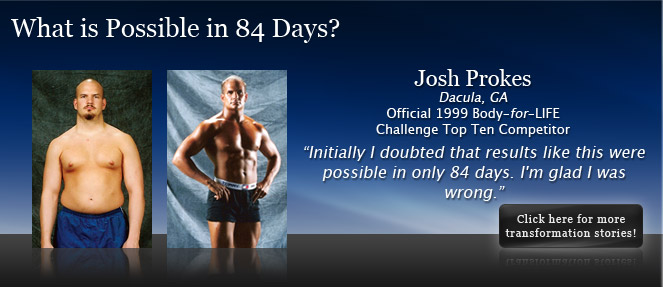 What is Possible in 84 Days?
Josh Prokes
Dacula, GA
Official 1999 Body-for-LIFE
Challenge Top Ten Competitor
“Initially I doubted that results like this were
possible in only 84 days. I'm glad I was
wrong.”
Click here for more
transformation stories!